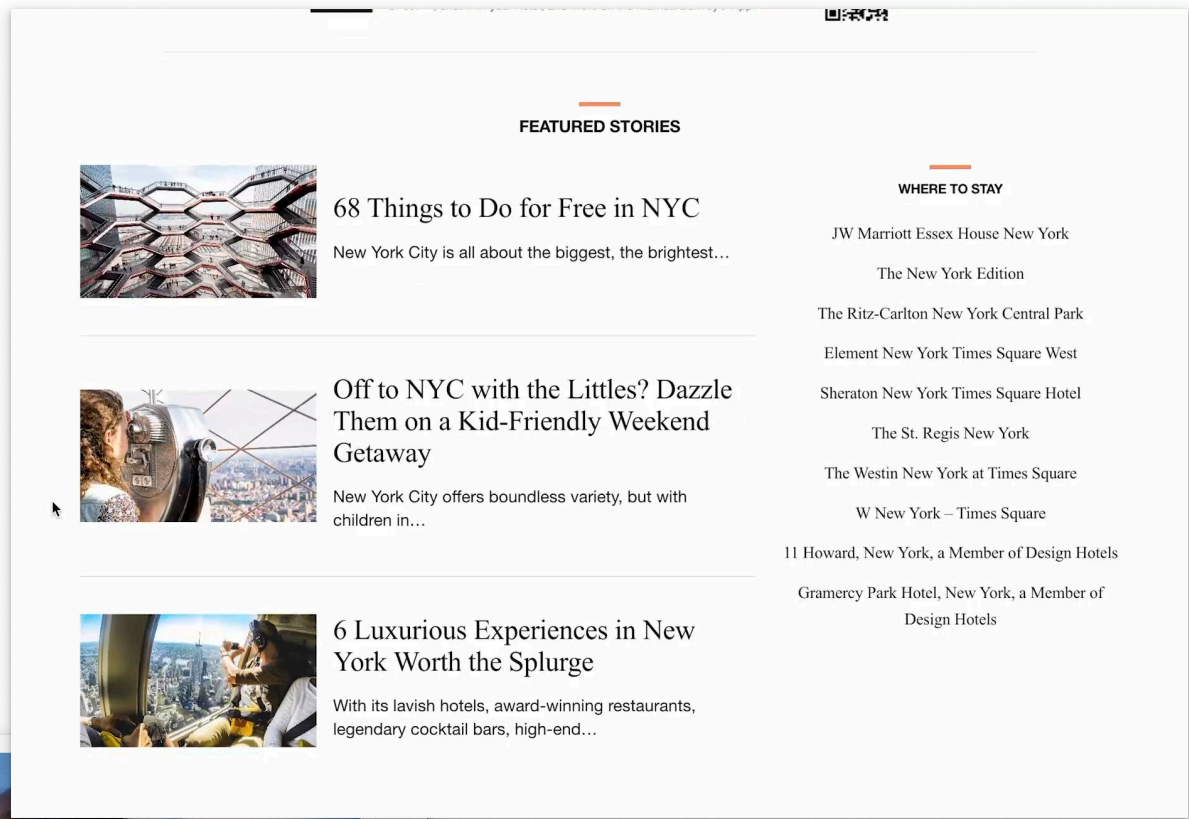 FEATURED STORIES
68 Things to Do for Free in NYC
New York City is all about the biggest, the brightest…
Off to NYC with the Littles? Dazzle
Them on a Kid-Friendly Weekend
Getaway
New York City offers boundless variety, but with
children in…
6 Luxurious Experiences in New
York Worth the Splurge
With its lavish hotels, award-winning restaurants,
legendary cocktail bars, high-end…
WHERE TO STAY
JW Marriott Essex House New York
The New York Edition
The Ritz-Carlton New York Central Park
Element New York Times Square West
Sheraton New York Times Square Hotel
The St. Regis New York
The Westin New York at Times Square
W New York – Times Square
11 Howard, New York, a Member of Design Hotels
Gramercy Park Hotel, New York, a Member of
Design Hotels